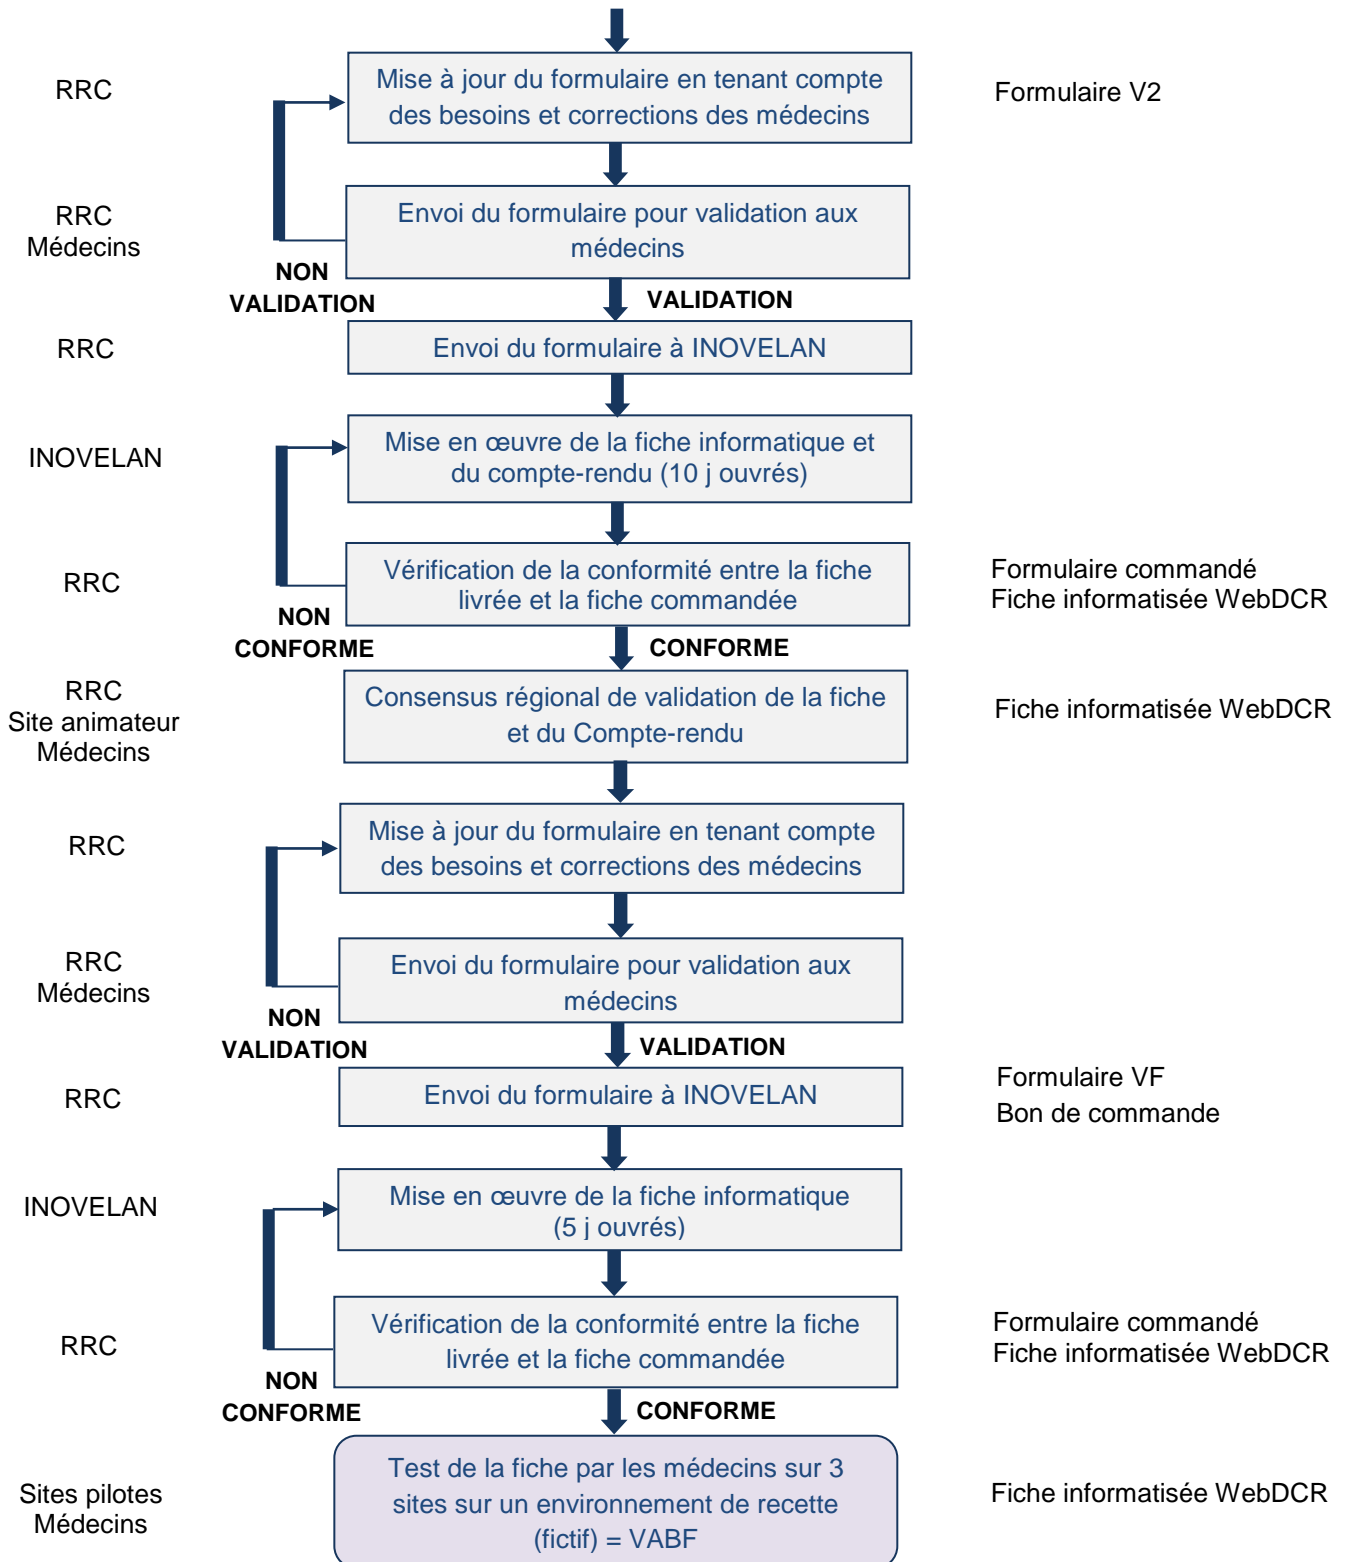 RRC
Mise à jour du formulaire en tenant compte
des besoins et corrections des médecins
Formulaire V2
RRC
Médecins
Envoi du formulaire pour validation aux
médecins
NON
VALIDATION
VALIDATION
RRC
Envoi du formulaire à INOVELAN
INOVELAN
Mise en œuvre de la fiche informatique et
du compte-rendu (10 j ouvrés)
RRC
Vérification de la conformité entre la fiche
livrée et la fiche commandée
Formulaire commandé
Fiche informatisée WebDCR
NON
CONFORME
CONFORME
RRC
Site animateur
Médecins
Consensus régional de validation de la fiche
et du Compte-rendu
Fiche informatisée WebDCR
RRC
Mise à jour du formulaire en tenant compte
des besoins et corrections des médecins
RRC
Médecins
Envoi du formulaire pour validation aux
médecins
NON
VALIDATION
VALIDATION
RRC
Envoi du formulaire à INOVELAN
Formulaire VF
Bon de commande
INOVELAN
Mise en œuvre de la fiche informatique
(5 j ouvrés)
RRC
Vérification de la conformité entre la fiche
livrée et la fiche commandée
Formulaire commandé
Fiche informatisée WebDCR
NON
CONFORME
CONFORME
Sites pilotes
Médecins
Test de la fiche par les médecins sur 3
sites sur un environnement de recette
(fictif) = VABF
Fiche informatisée WebDCR